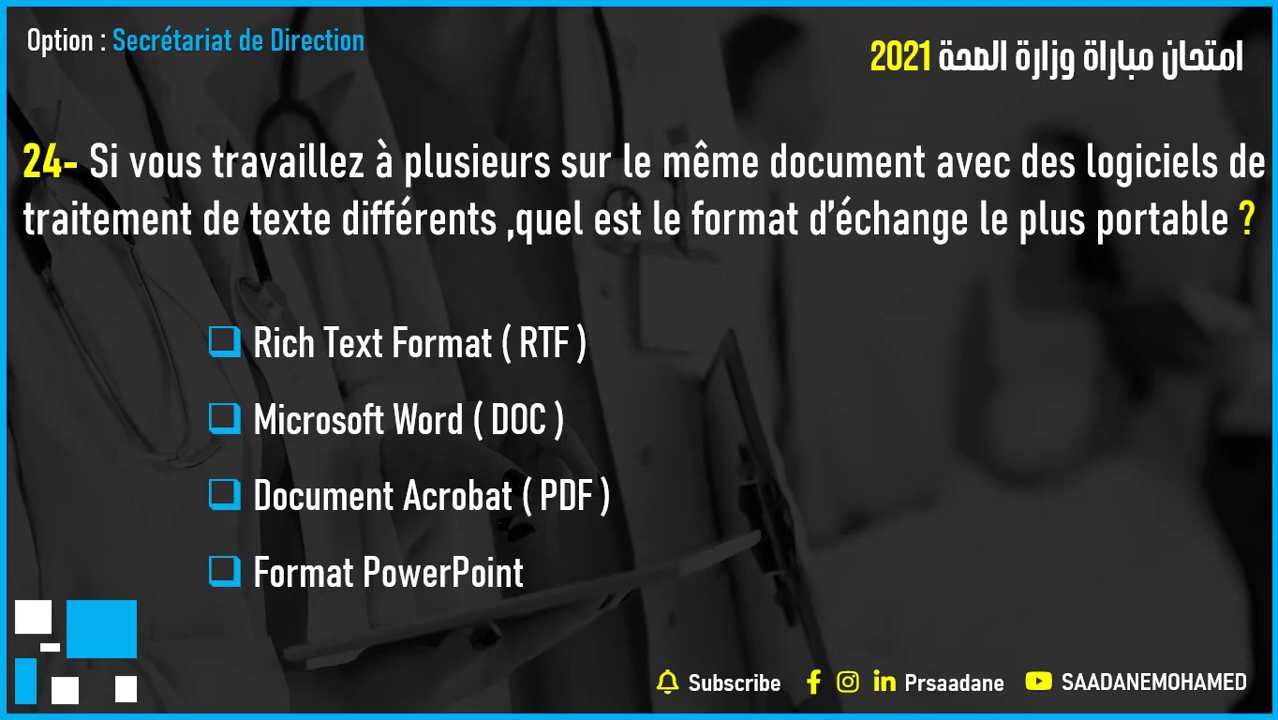 Option : Secrétariat de Direction
امتحان مباراة وزارة الصحة 2021
24- Si vous travaillez à plusieurs sur le même document avec des logiciels de
traitement de texte différents ,quel est le format d'échange le plus portable ?
Rich Text Format ( RTF )
Microsoft Word ( DOC )
Document Acrobat ( PDF )
Format PowerPoint
Subscribe Prsaadane SAADANEMOHAMED